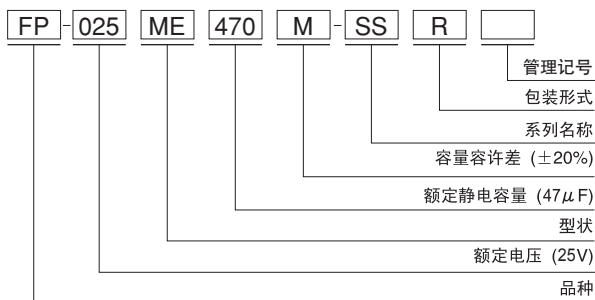 FP-025 ME 470 M-SS R
管理记号
包装形式
系列名称
容量容许差 (±20%)
额定静电容量 (47μF)
型状
额定电压 (25V)
品种